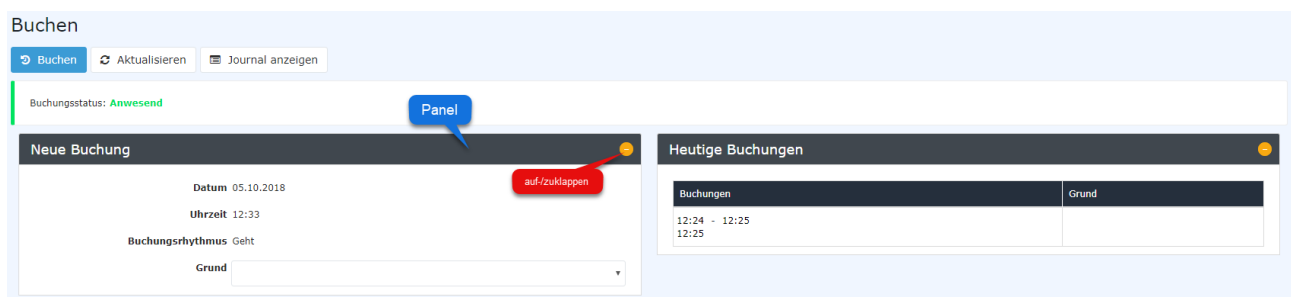 Buchen
Buchen Aktualisieren Journal anzeigen
Buchungsstatus: Anwesend
Panel
Neue Buchung
auf-/zuklappen
Datum 05.10.2018
Uhrzeit 12:33
Buchungsrhythmus Geht
Grund
Heutige Buchungen
Buchungen Grund
12:24 - 12:25
12:25